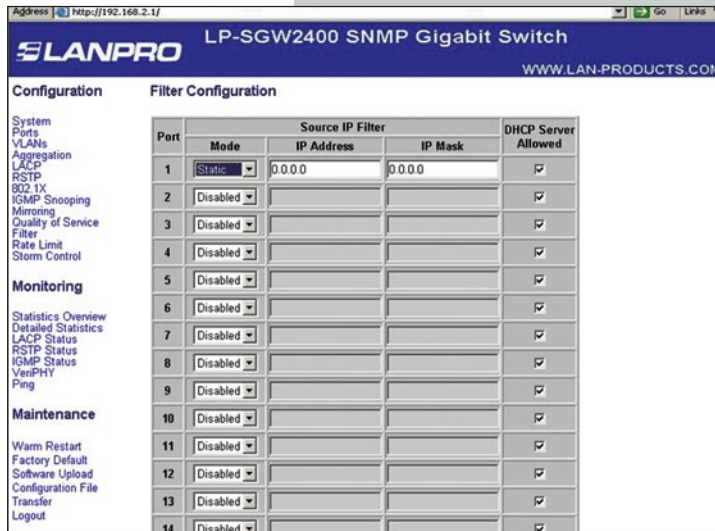 Address http://192.168.2.1/ Go Links
LANPRO
LP-SGW2400 SNMP Gigabit Switch
WWW.LAN-PRODUCTS.COM
Configuration
System
Ports
VLANs
Aggregation
LACP
RSTP
802.1X
IGMP Snooping
Mirroring
Quality of Service
Filter
Rate Limit
Storm Control
Monitoring
Statistics Overview
Detailed Statistics
LACP Status
RSTP Status
IGMP Status
VeriPHY
Ping
Maintenance
Warm Restart
Factory Default
Software Upload
Configuration File
Transfer
Logout
Filter Configuration
Port Source IP Filter DHCP Server Allowed
Mode IP Address IP Mask
1 Static 0.0.0.0 0.0.0.0
2 Disabled
3 Disabled
4 Disabled
5 Disabled
6 Disabled
7 Disabled
8 Disabled
9 Disabled
10 Disabled
11 Disabled
12 Disabled
13 Disabled
14 Disabled